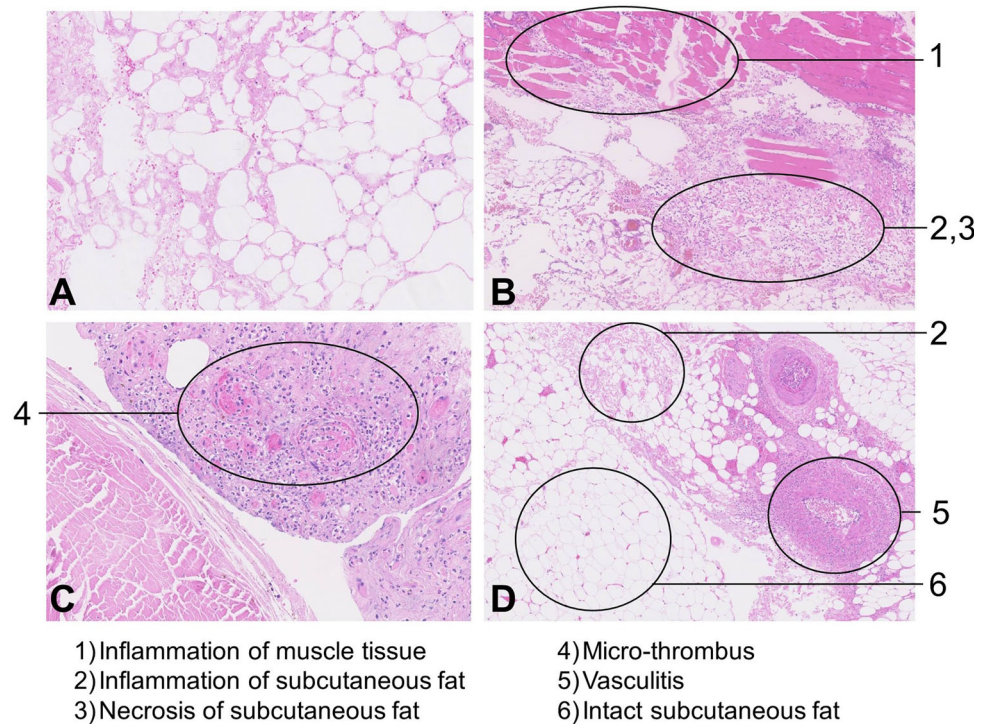 1
2,3
A
B
4
2
5
6
C
D
1) Inflammation of muscle tissue
2) Inflammation of subcutaneous fat
3) Necrosis of subcutaneous fat
4) Micro-thrombus
5) Vasculitis
6) Intact subcutaneous fat